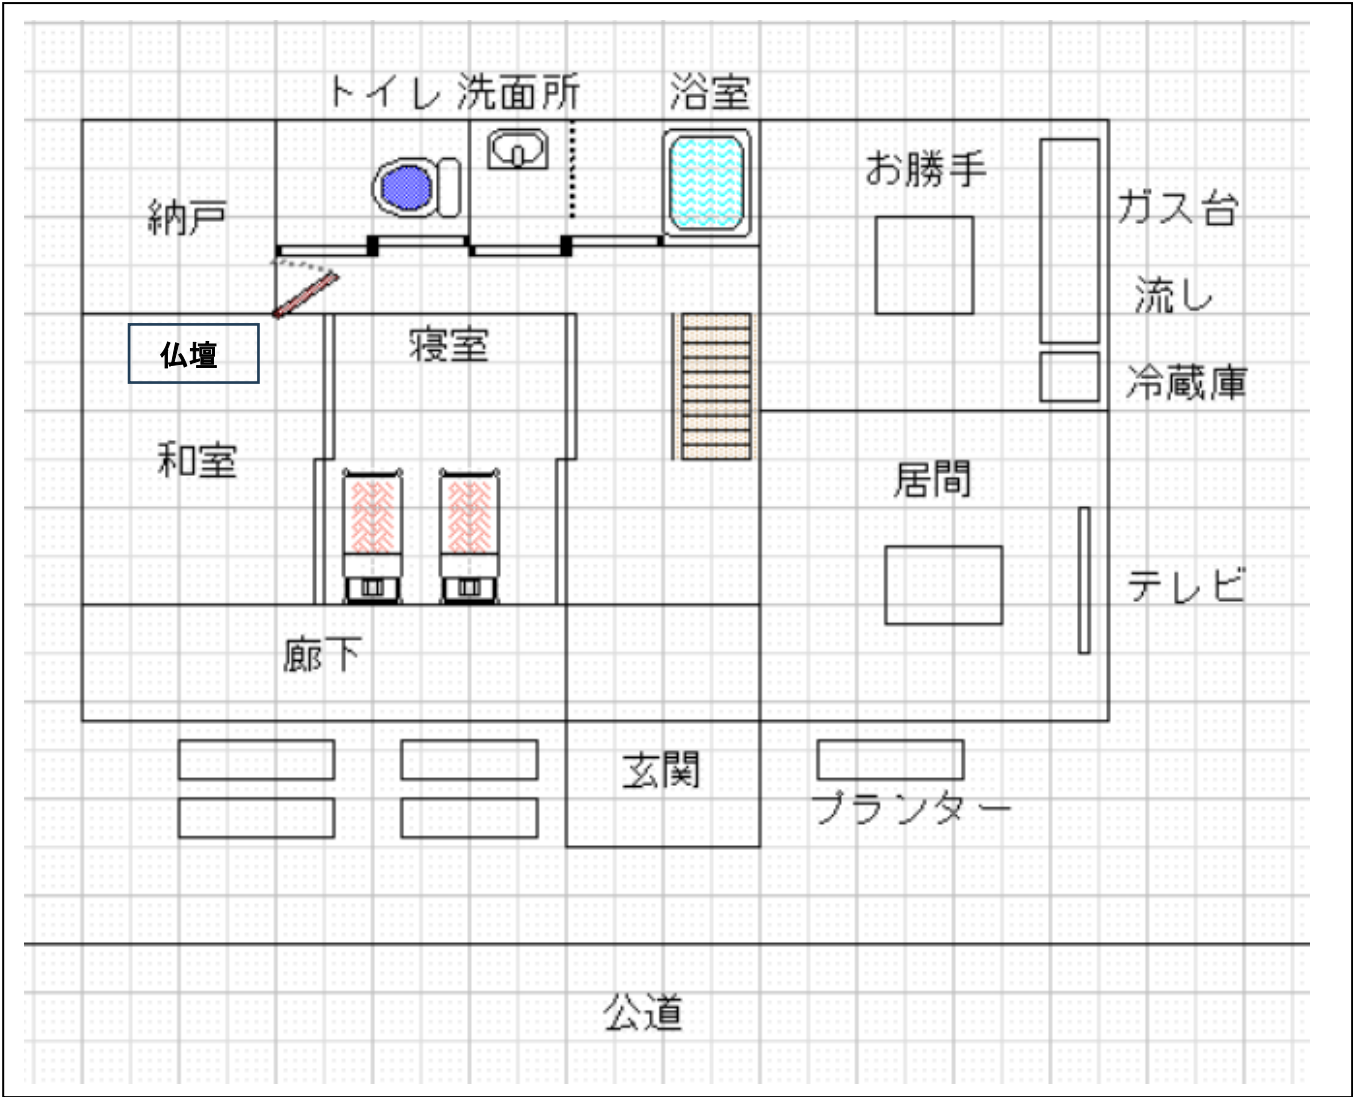 トイレ 洗面所 浴室
お勝手
ガス台
納戸
流し
仏壇
寝室
冷蔵庫
和室
居間
テレビ
廊下
玄関
プランター
公道